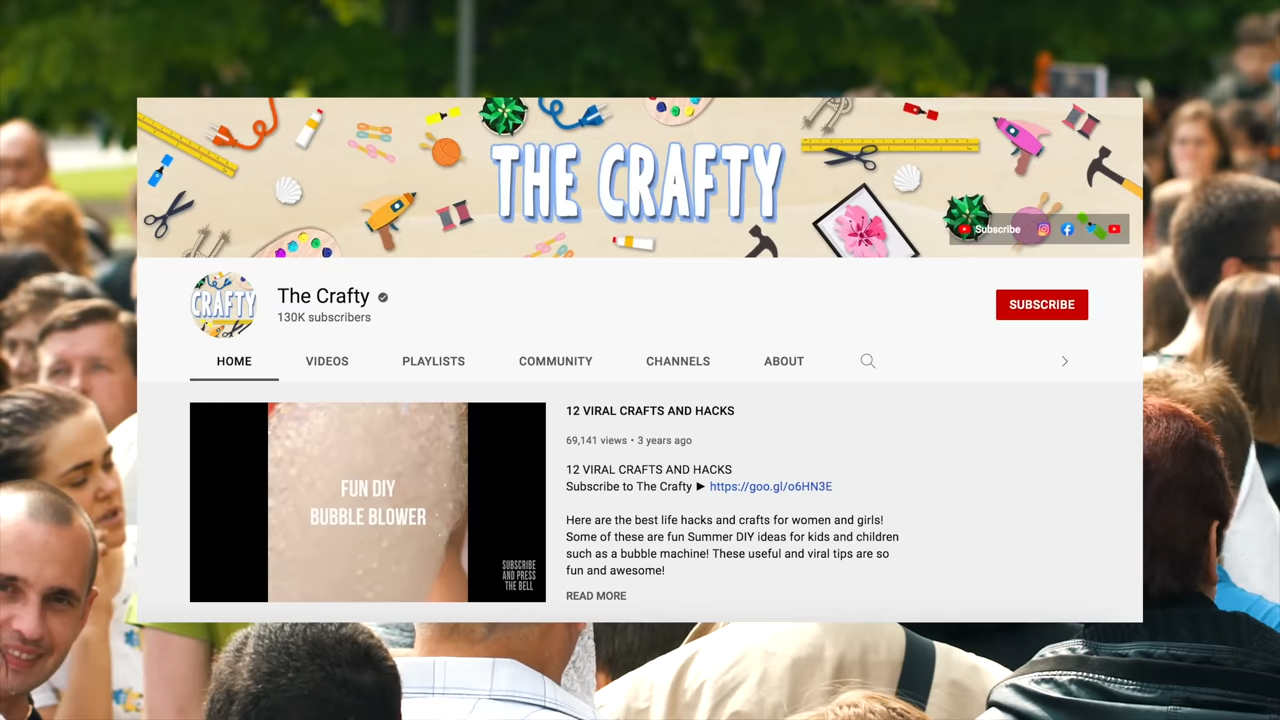 THE CRAFTY
Subscribe
CRAFTY
The Crafty
130K subscribers
SUBSCRIBE
HOME VIDEOS PLAYLISTS COMMUNITY CHANNELS ABOUT
FUN DIY
BUBBLE BLOWER
SUBSCRIBE
AND PRESS
THE BELL
12 VIRAL CRAFTS AND HACKS
69,141 views • 3 years ago
12 VIRAL CRAFTS AND HACKS
Subscribe to The Crafty ► https://goo.gl/o6HN3E
Here are the best life hacks and crafts for women and girls!
Some of these are fun Summer DIY ideas for kids and children
such as a bubble machine! These useful and viral tips are so
fun and awesome!
READ MORE